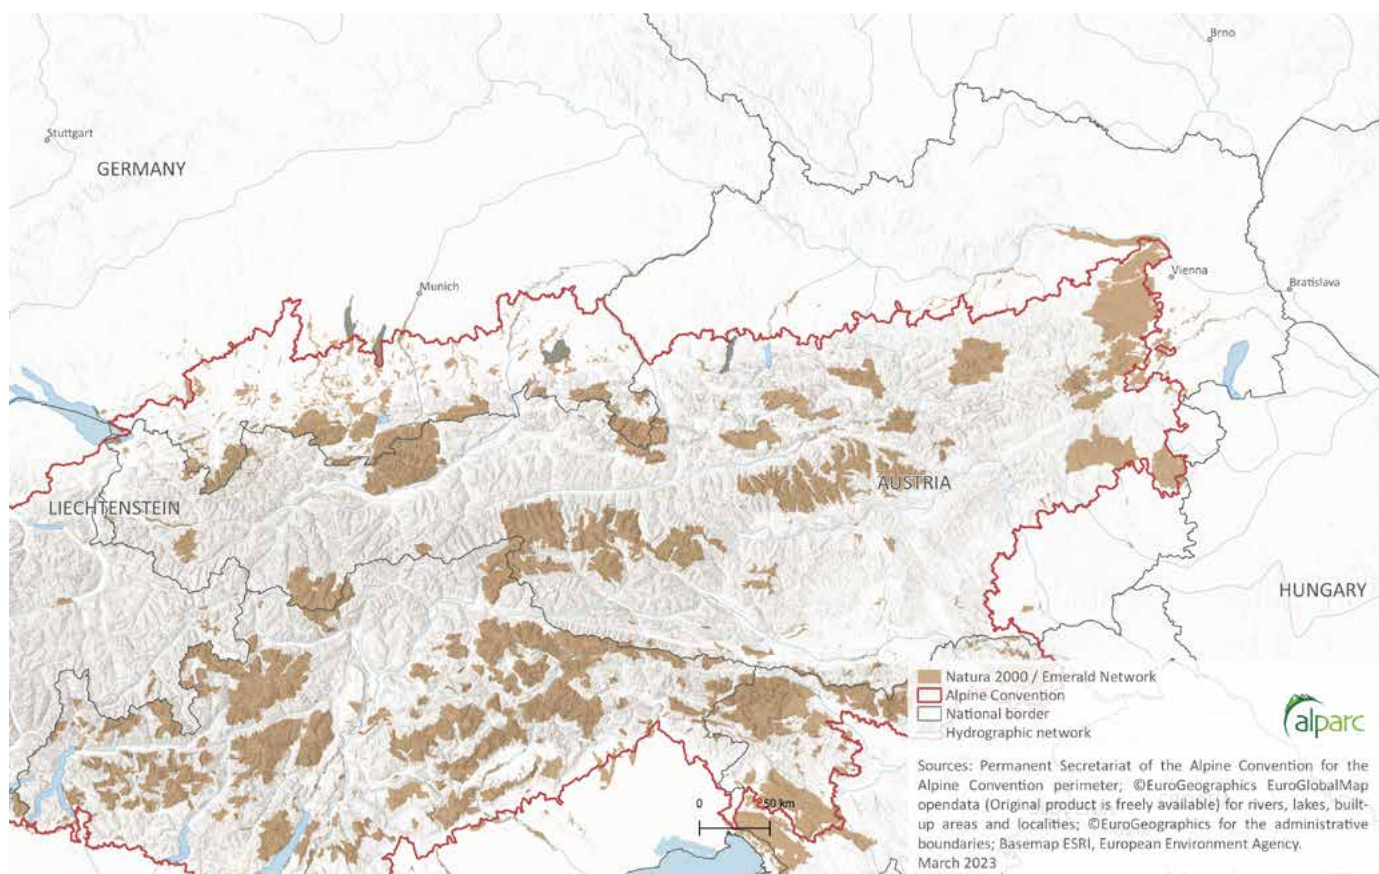 Brno
Stuttgart
GERMANY
Vienna
Munich
Bratislava
AUSTRIA
LIECHTENSTEIN
HUNGARY
Natura 2000 / Emerald Network
Alpine Convention
National border
Hydrographic network
alparc
Sources: Permanent Secretariat of the Alpine Convention for the
Alpine Convention perimeter; ©EuroGeographics EuroGlobalMap
opendata (Original product is freely available) for rivers, lakes, built-
up areas and localities; ©EuroGeographics for the administrative
boundaries; Basemap ESRI, European Environment Agency.
March 2023
0 50 km